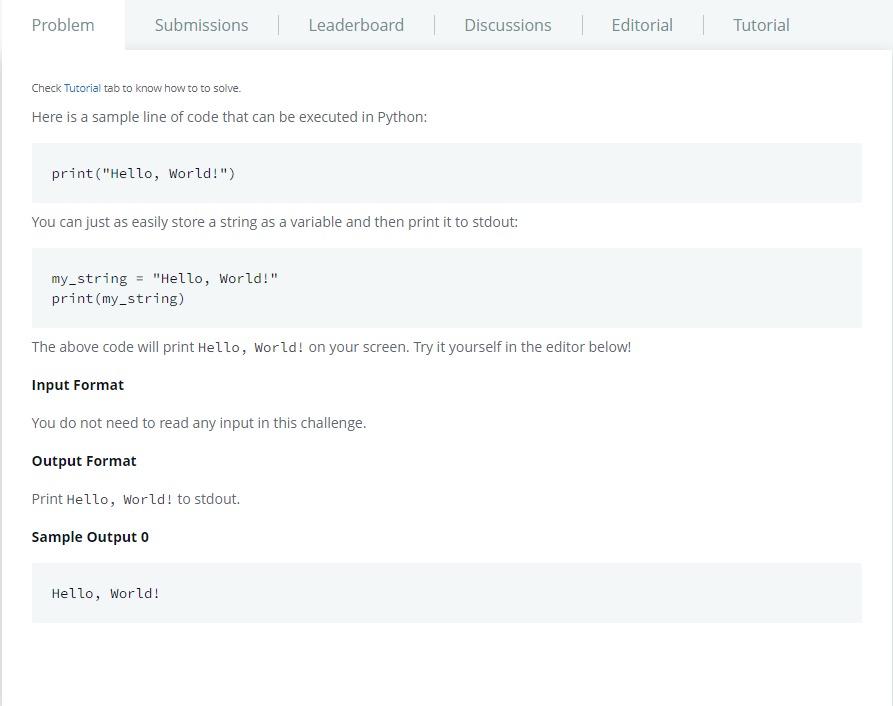 Problem
Submissions
Leaderboard
Discussions
Editorial
Tutorial
Check Tutorial tab to know how to to solve.
Here is a sample line of code that can be executed in Python:
print("Hello, World!")
You can just as easily store a string as a variable and then print it to stdout:
my_string = "Hello, World!"
print(my_string)
The above code will print Hello, World! on your screen. Try it yourself in the editor below!
Input Format
You do not need to read any input in this challenge.
Output Format
Print Hello, World! to stdout.
Sample Output 0
Hello, World!